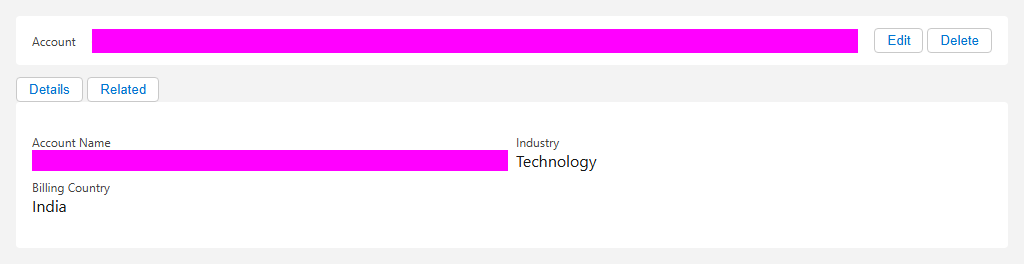 Account
Edit
Delete
Details
Related
Account Name
Industry
Technology
Billing Country
India